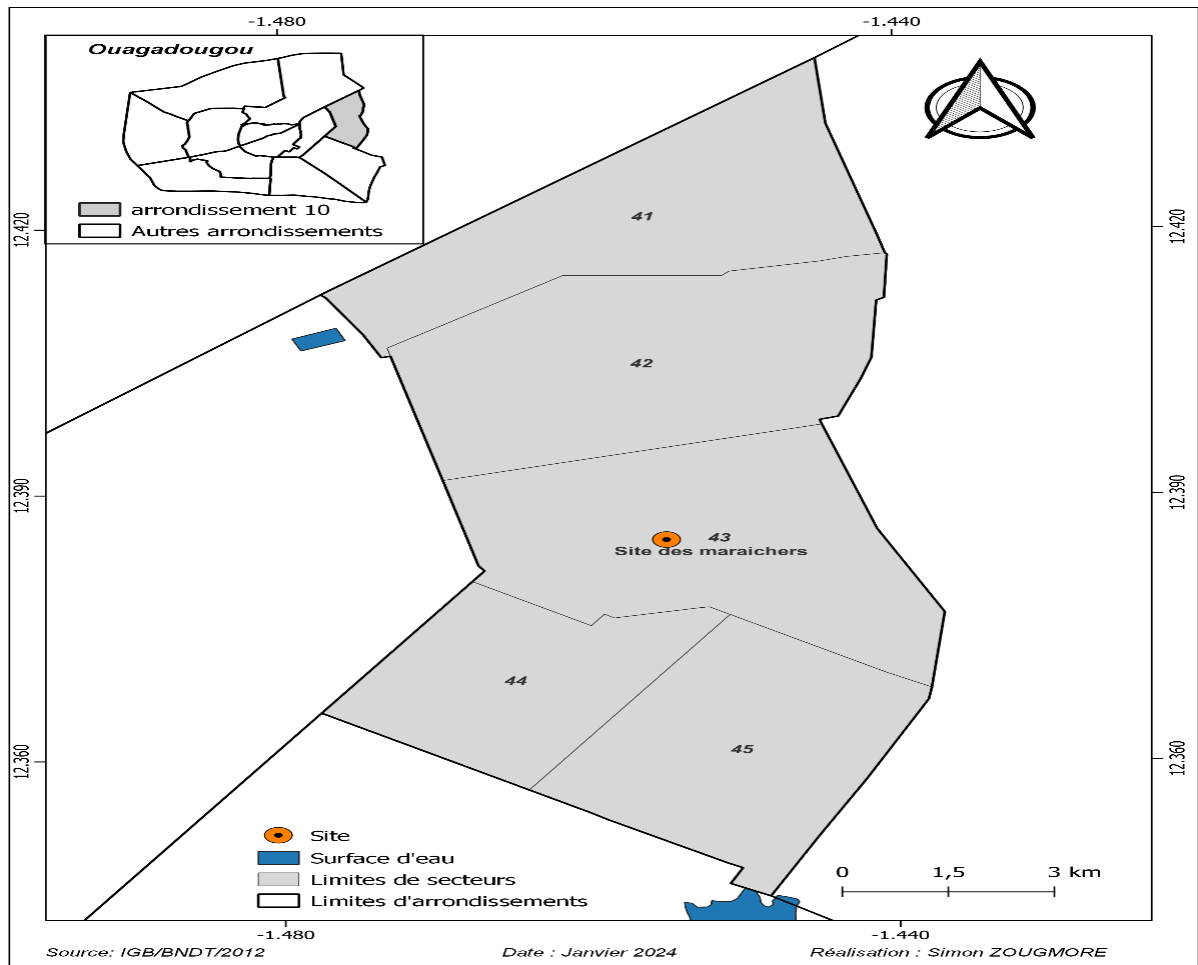 -1.480 -1.440
Ouagadougou
arrondissement 10
Autres arrondissements
12.420 12.420
41
42
12.390 12.390
43
Site des maraichers
44
45
12.360 12.360
Site
Surface d'eau
Limites de secteurs
Limites d'arrondissements
0 1,5 3 km
-1.480 -1.440
Source: IGB/BNDT/2012 Date : Janvier 2024 Réalisation : Simon ZOUGMORE